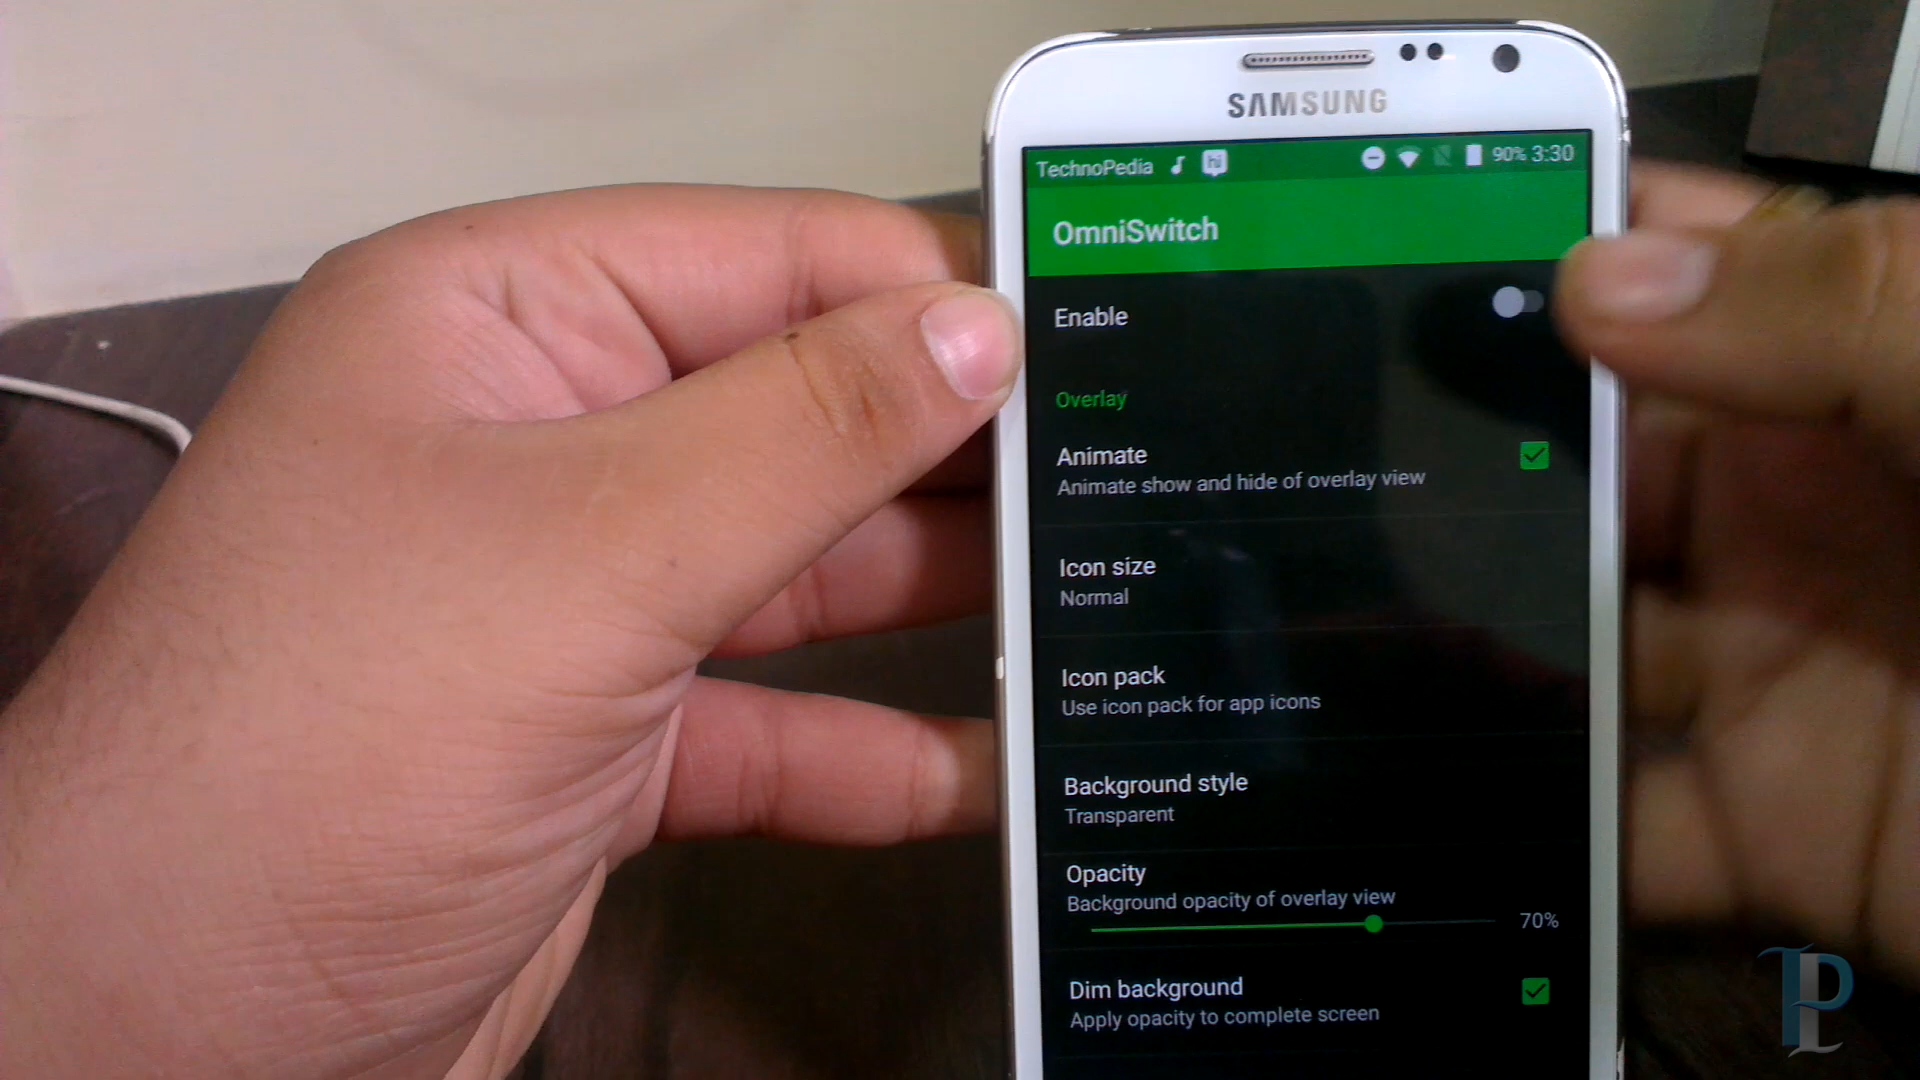 SAMSUNG
TechnoPedia hi 90% 3:30
OmniSwitch
Enable
Overlay
Animate
Animate show and hide of overlay view
Icon size
Normal
Icon pack
Use icon pack for app icons
Background style
Transparent
Opacity
Background opacity of overlay view
70%
Dim background
Apply opacity to complete screen
TP